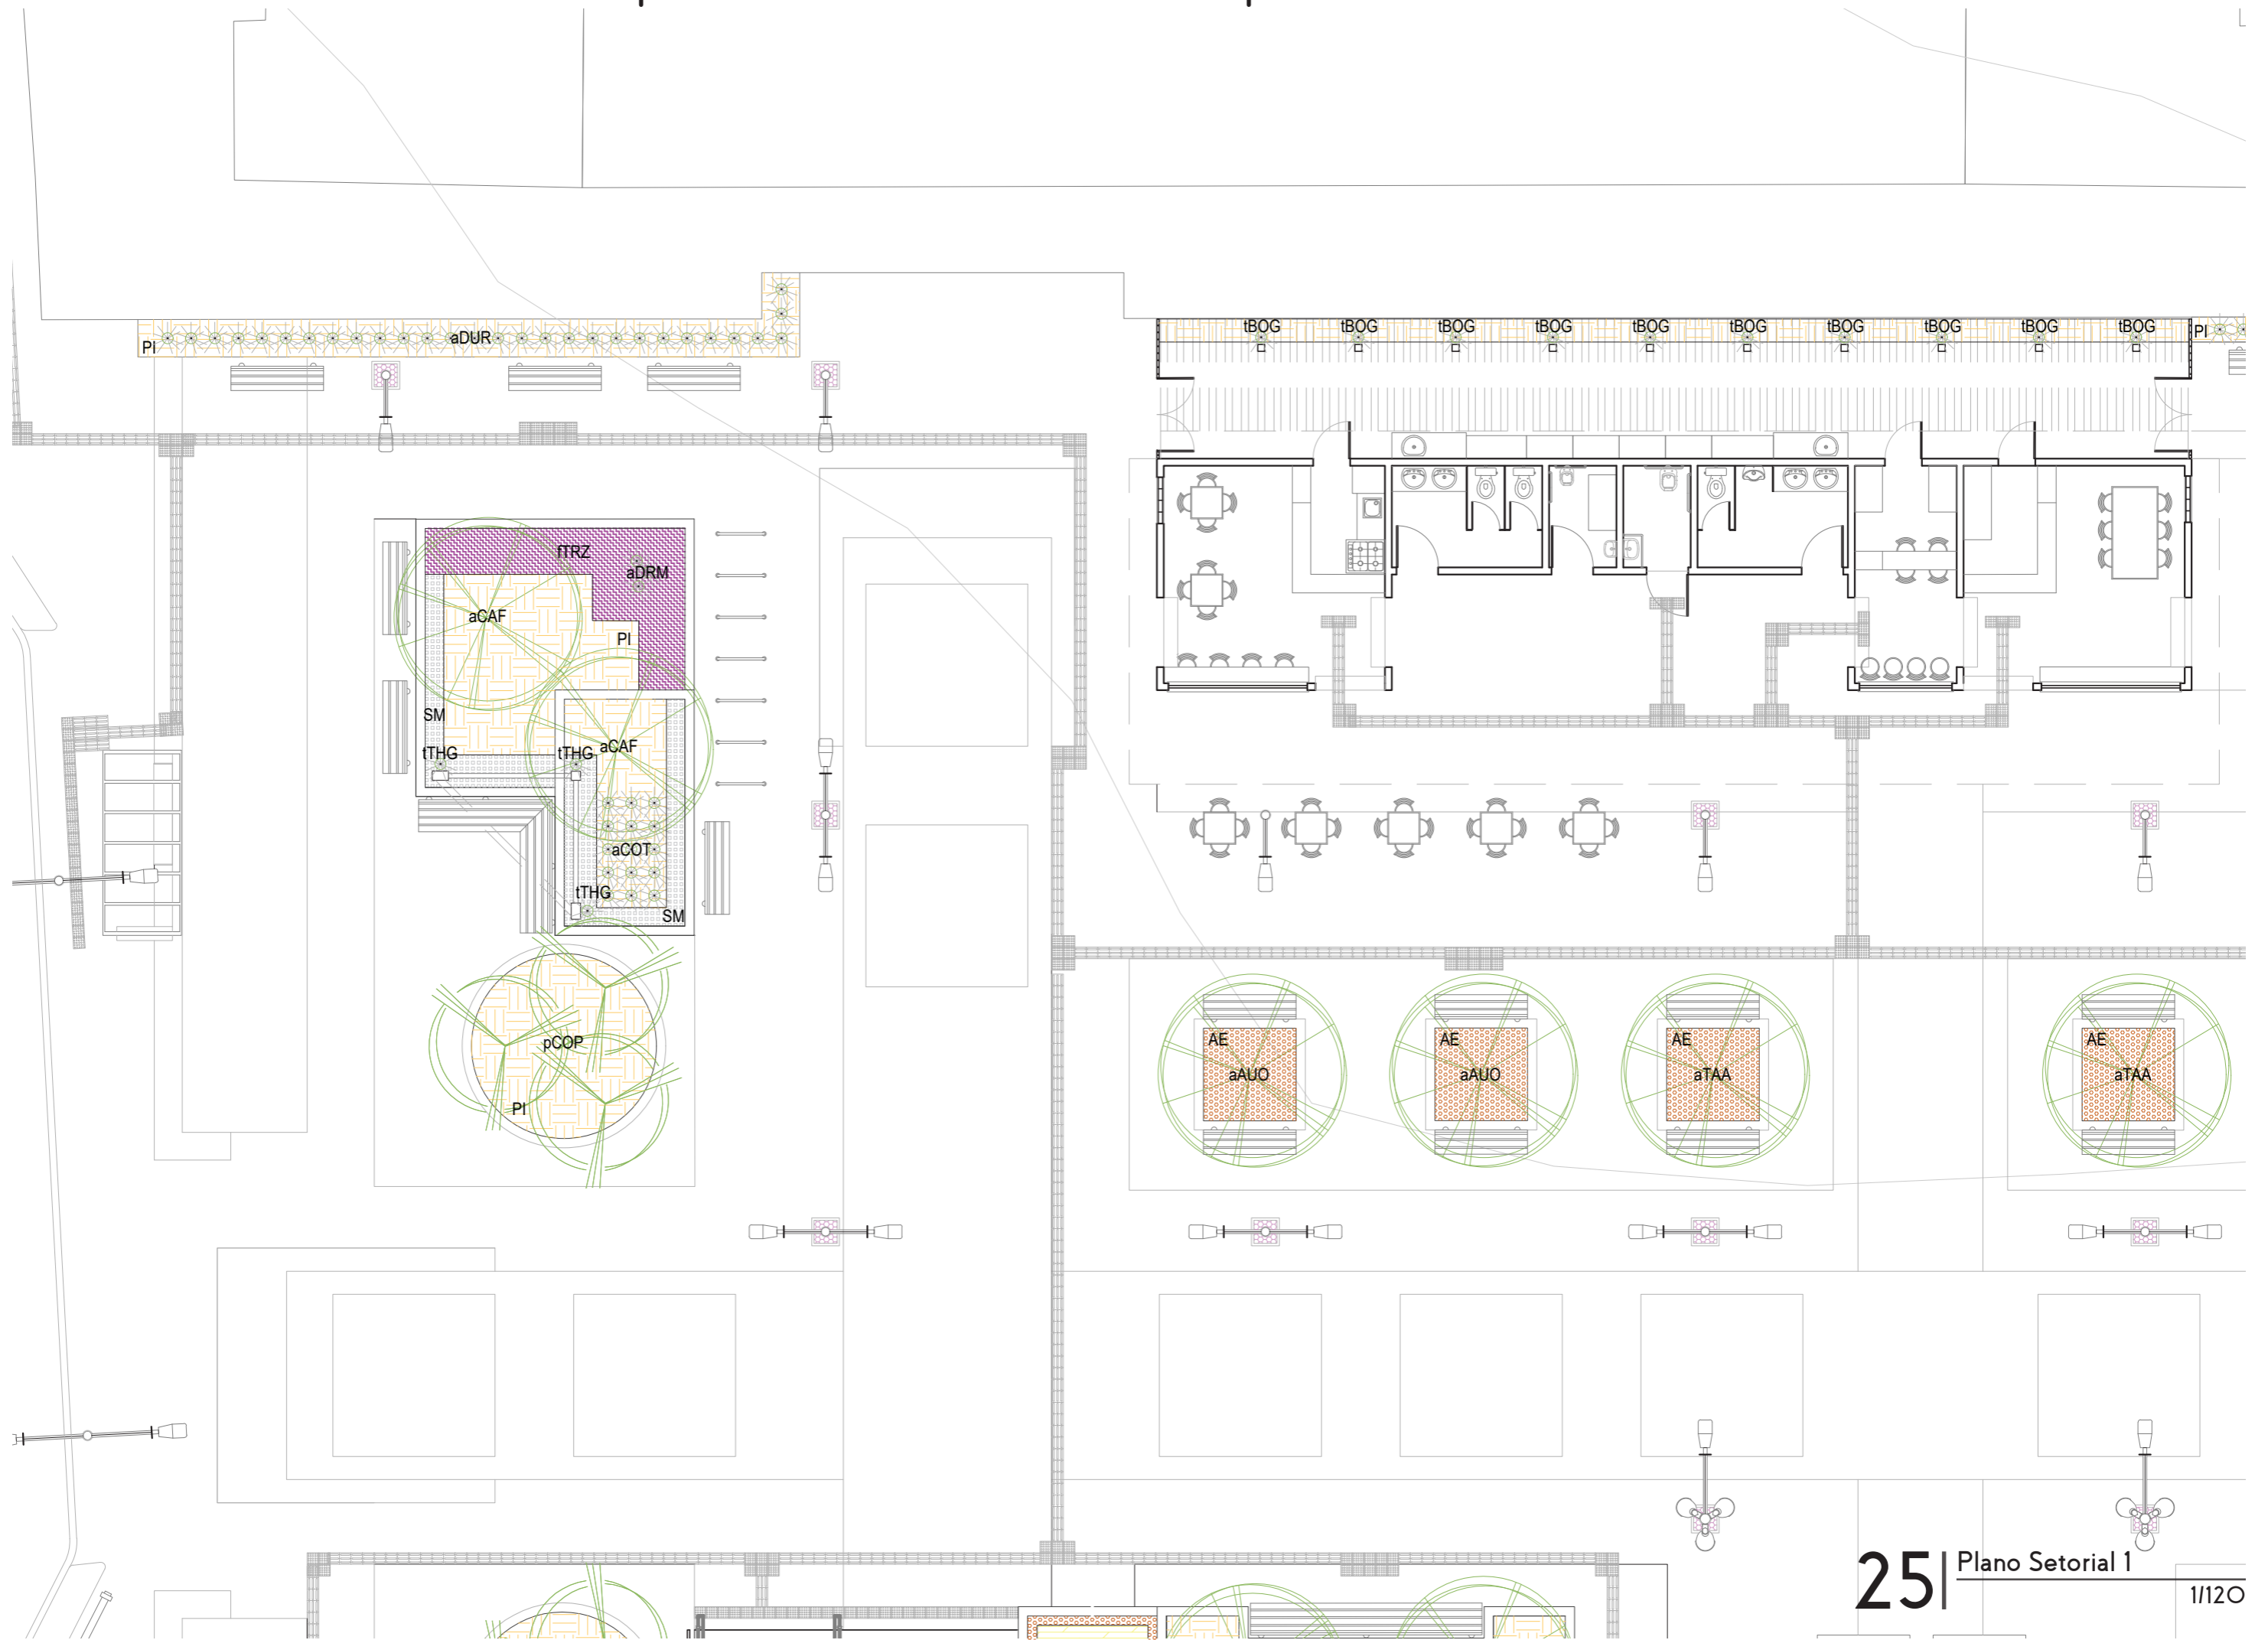 tBOG tBOG tBOG tBOG tBOG tBOG tBOG tBOG tBOG tBOG
PI aDUR PI
fTRZ
aDRM
aCAF
PI
SM
tTHG tTHG aCAF
aCOT
tTHG
SM
pCOP
PI
AE AE AE AE
aAUO aAUO aTAA aTAA
25 Plano Setorial 1
1/120